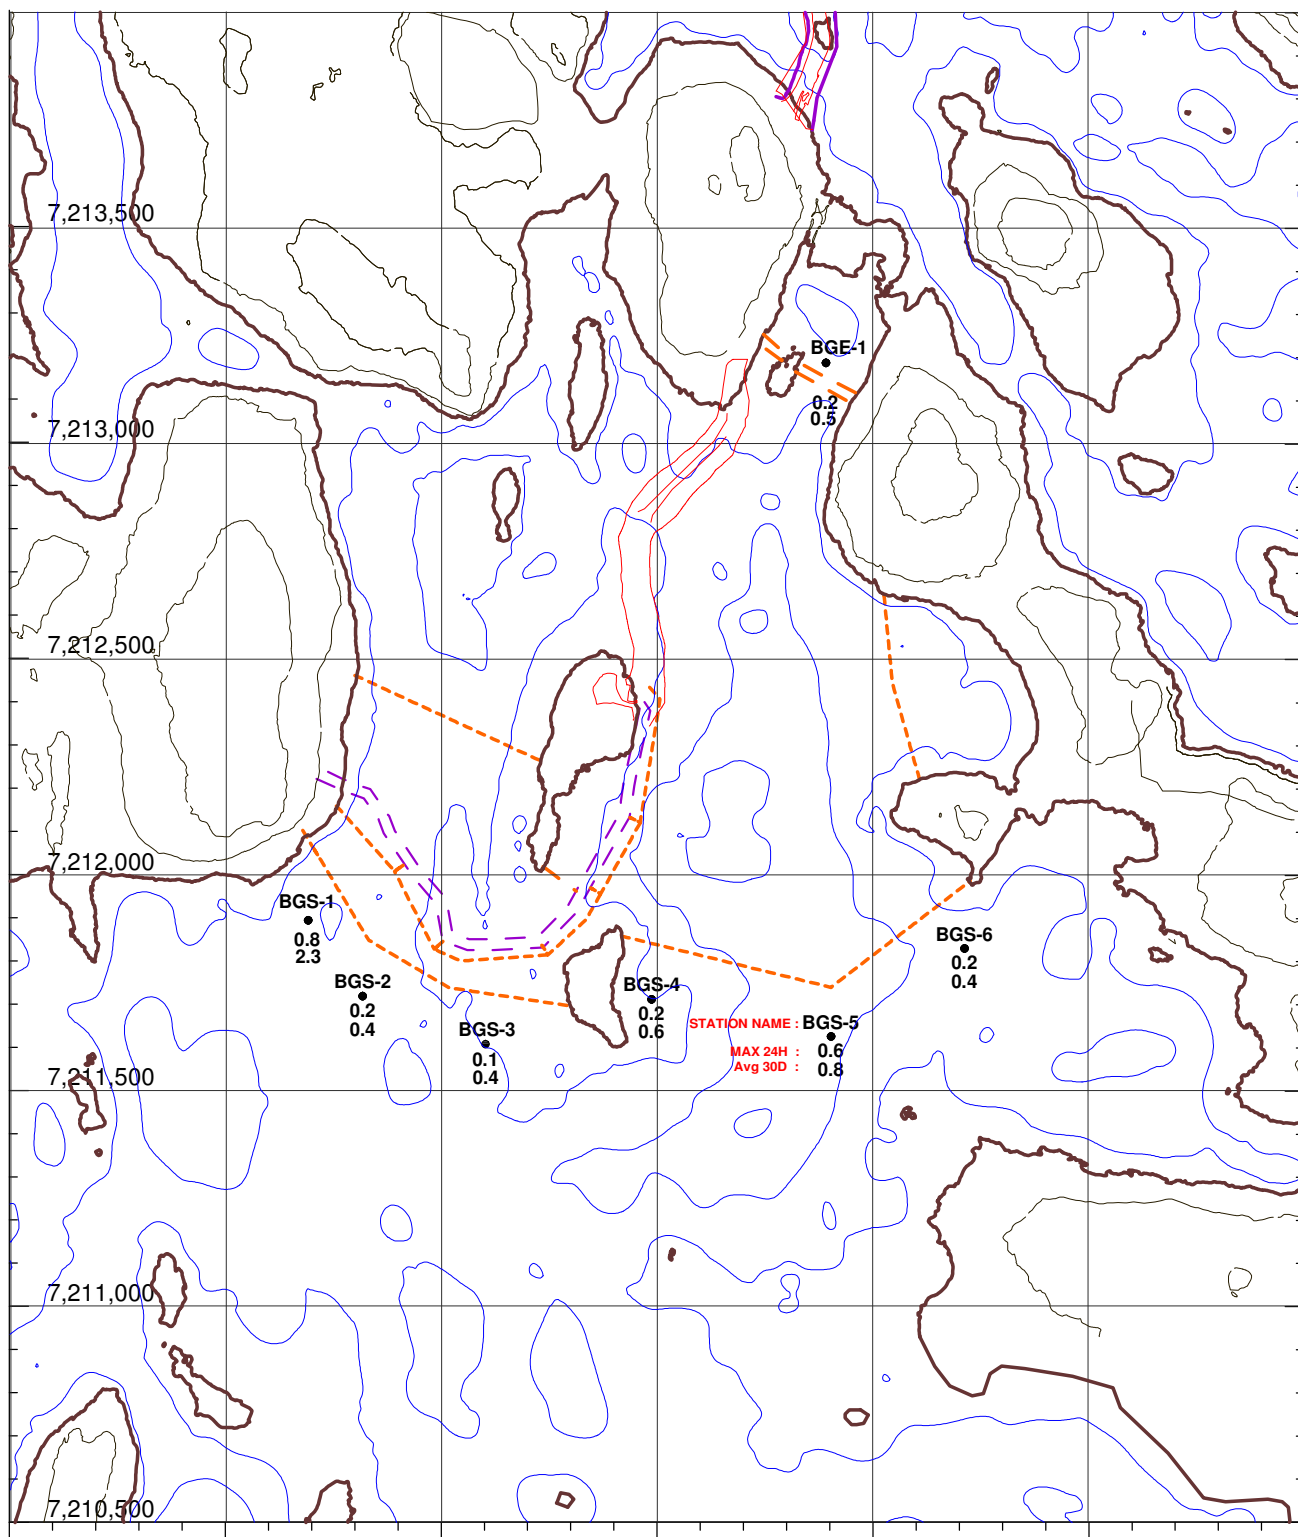 7,213,500
BGE-1
0.2
0.5
7,213,000
7,212,500
7,212,000
BGS-1
0.8
2.3
BGS-2
0.2
0.4
BGS-3
0.1
0.4
BGS-4
0.2
0.6
STATION NAME : BGS-5
MAX 24H : 0.6
Avg 30D : 0.8
BGS-6
0.2
0.4
7,211,500
7,211,000
7,210,500